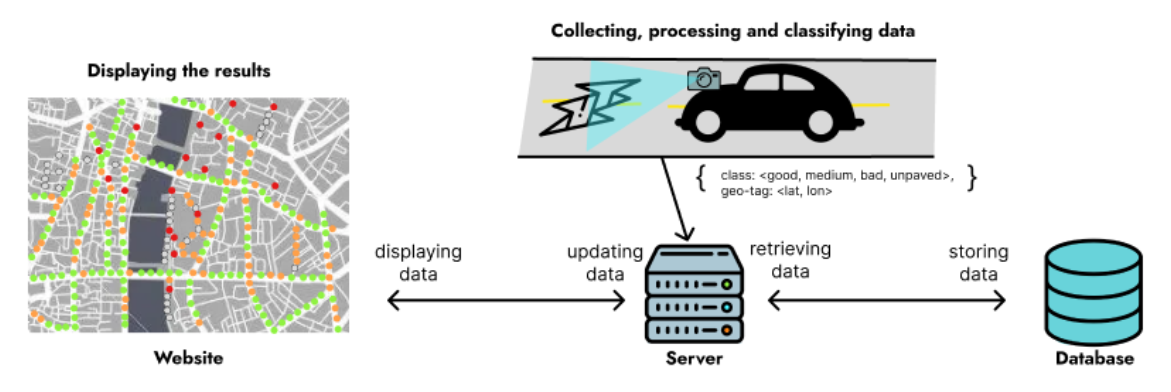 Collecting, processing and classifying data
Displaying the results
{ class: <good, medium, bad, unpaved>, }
geo-tag: <lat, lon>
displaying
data
updating
data
retrieving
data
storing
data
Website
Server
Database